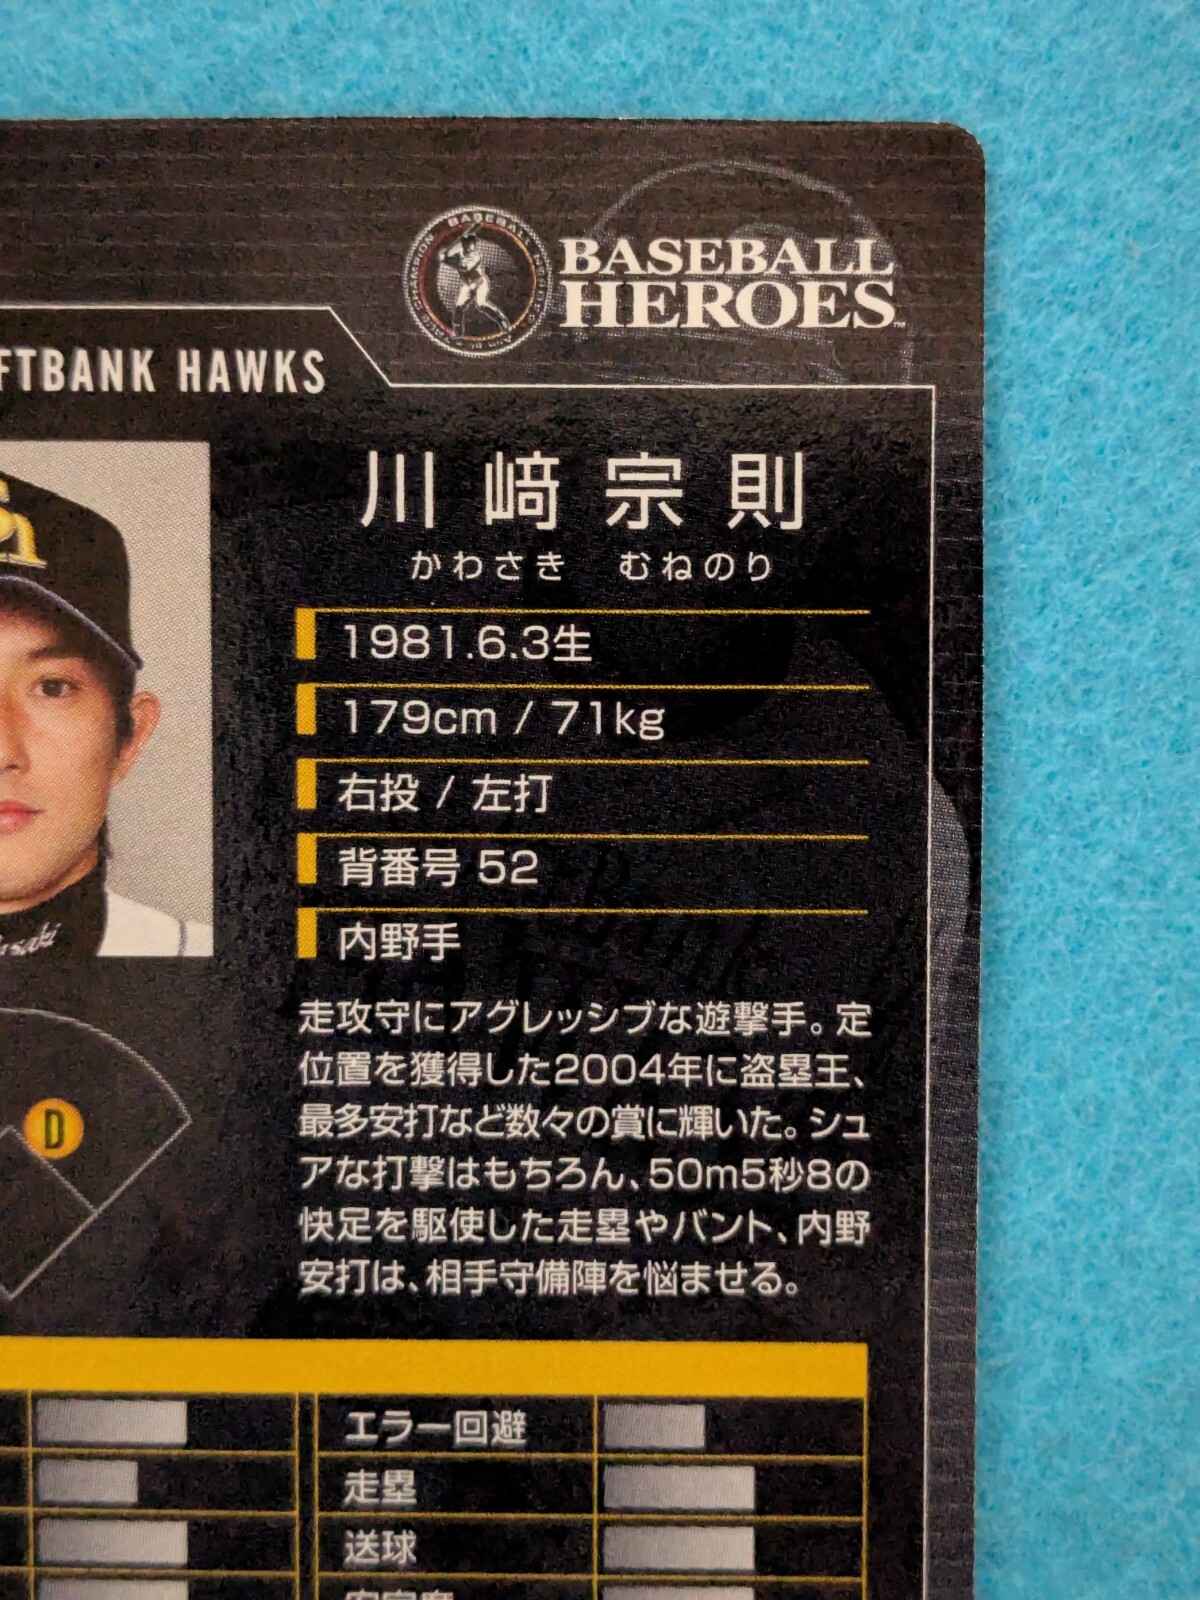 BASEBALL
BASEBALL
HEROES™
FTBANK HAWKS
川﨑宗則
かわさき むねのり
1981.6.3生
179cm / 71kg
右投 / 左打
背番号 52
内野手
走攻守にアグレッシブな遊撃手。定
位置を獲得した2004年に盗塁王、
最多安打など数々の賞に輝いた。シュ
アな打撃はもちろん、50m5秒8の
快足を駆使した走塁やバント、内野
安打は、相手守備陣を悩ませる。
D
エラー回避
走塁
送球